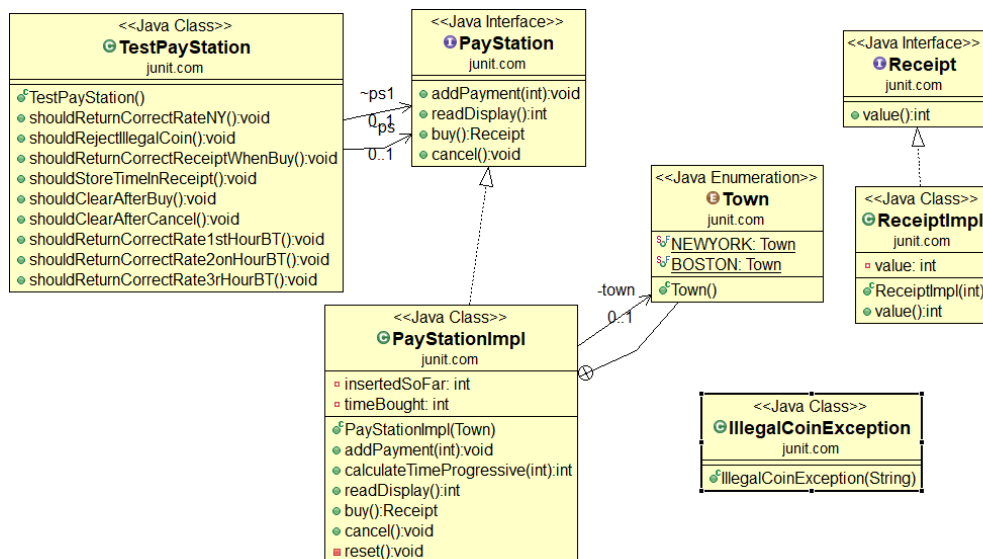 <<Java Class>>
TestPayStation
junit.com
TestPayStation()
shouldReturnCorrectRateNY():void
shouldRejectIllegalCoin():void
shouldReturnCorrectReceiptWhenBuy():void
shouldStoreTimeInReceipt():void
shouldClearAfterBuy():void
shouldClearAfterCancel():void
shouldReturnCorrectRate1stHourBT():void
shouldReturnCorrectRate2onHourBT():void
shouldReturnCorrectRate3rHourBT():void
~ps1
0..1
~ps
0..1
<<Java Interface>>
PayStation
junit.com
addPayment(int):void
readDisplay():int
buy():Receipt
cancel():void
<<Java Interface>>
Receipt
junit.com
value():int
<<Java Enumeration>>
Town
junit.com
NEWYORK: Town
BOSTON: Town
Town()
<<Java Class>>
ReceiptImpl
junit.com
value: int
ReceiptImpl(int)
value():int
-town
0..1
<<Java Class>>
PayStationImpl
junit.com
insertedSoFar: int
timeBought: int
PayStationImpl(Town)
addPayment(int):void
calculateTimeProgressive(int):int
readDisplay():int
buy():Receipt
cancel():void
reset():void
<<Java Class>>
IllegalCoinException
junit.com
IllegalCoinException(String)